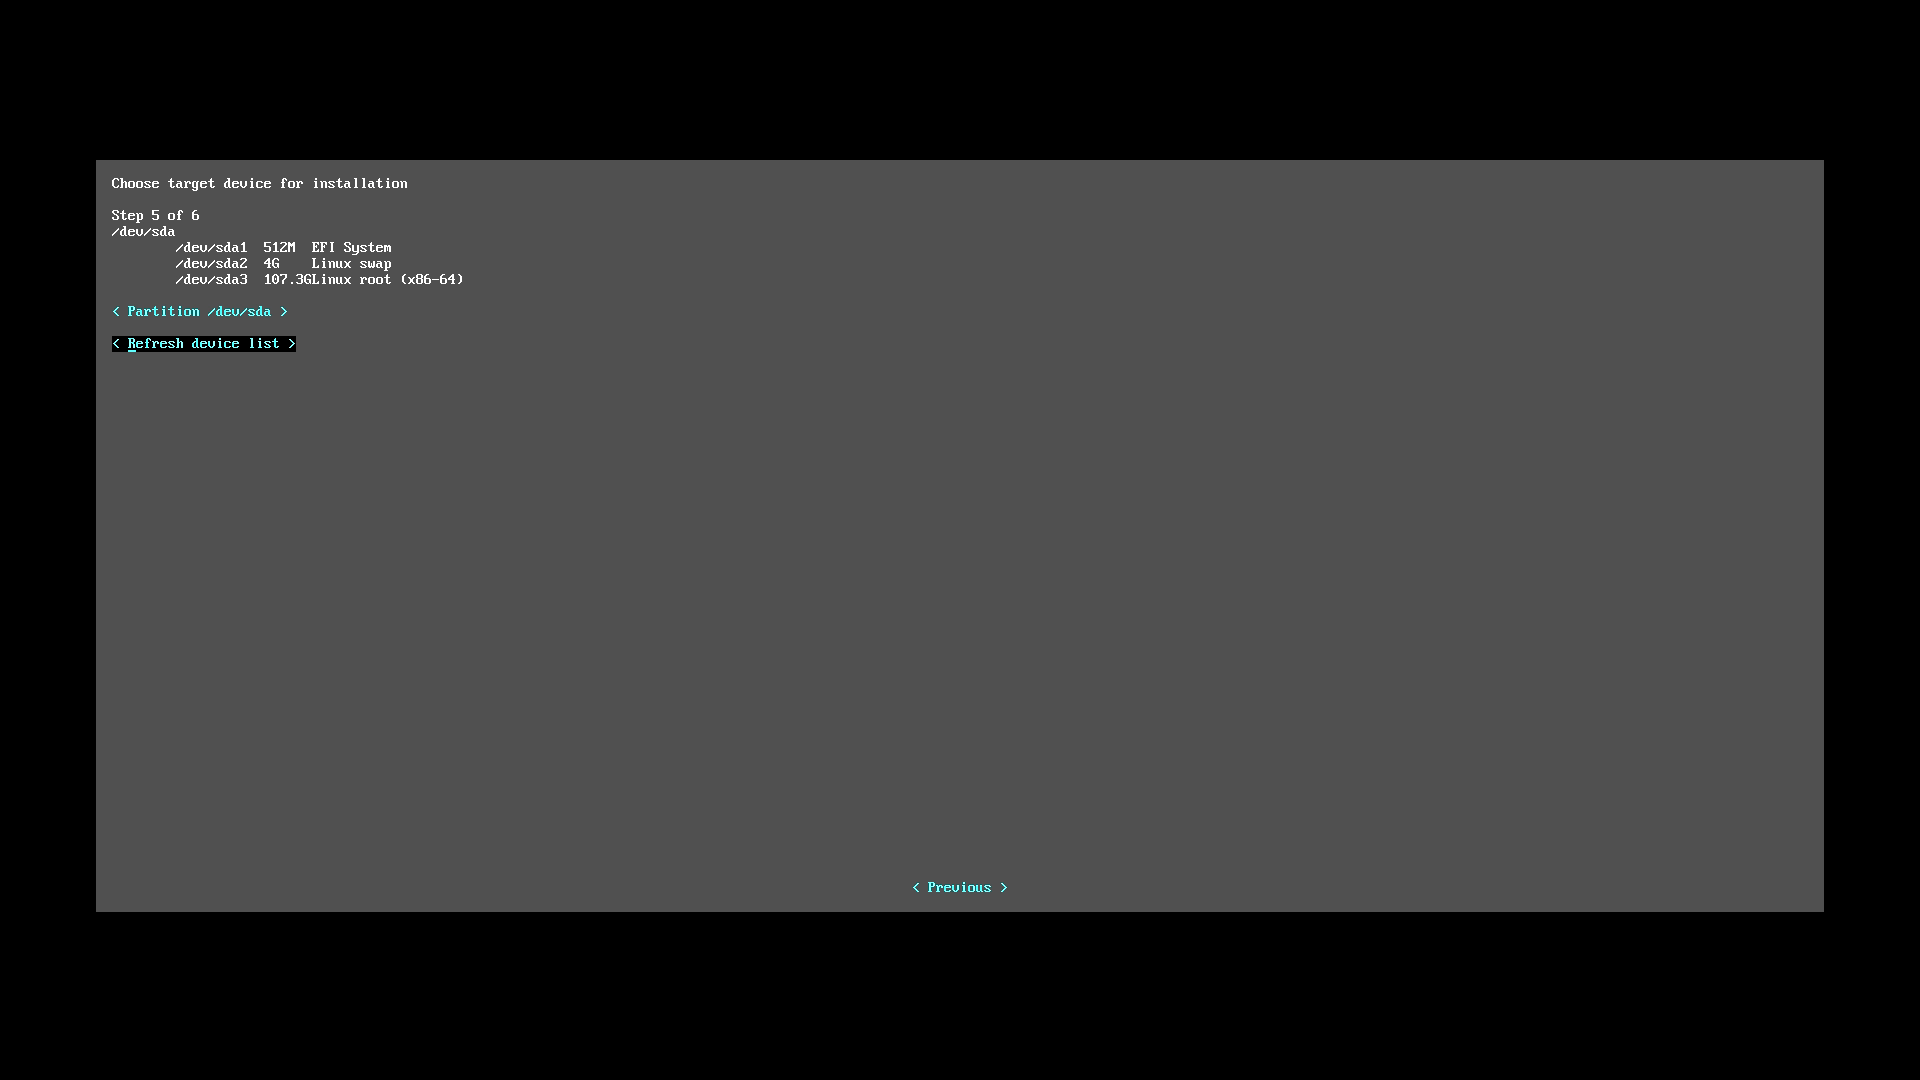 Choose target device for installation
Step 5 of 6
/dev/sda
/dev/sda1  512M  EFI System
/dev/sda2  4G    Linux swap
/dev/sda3  107.3GLinux root (x86-64)
< Partition /dev/sda >
< Refresh device list >
< Previous >